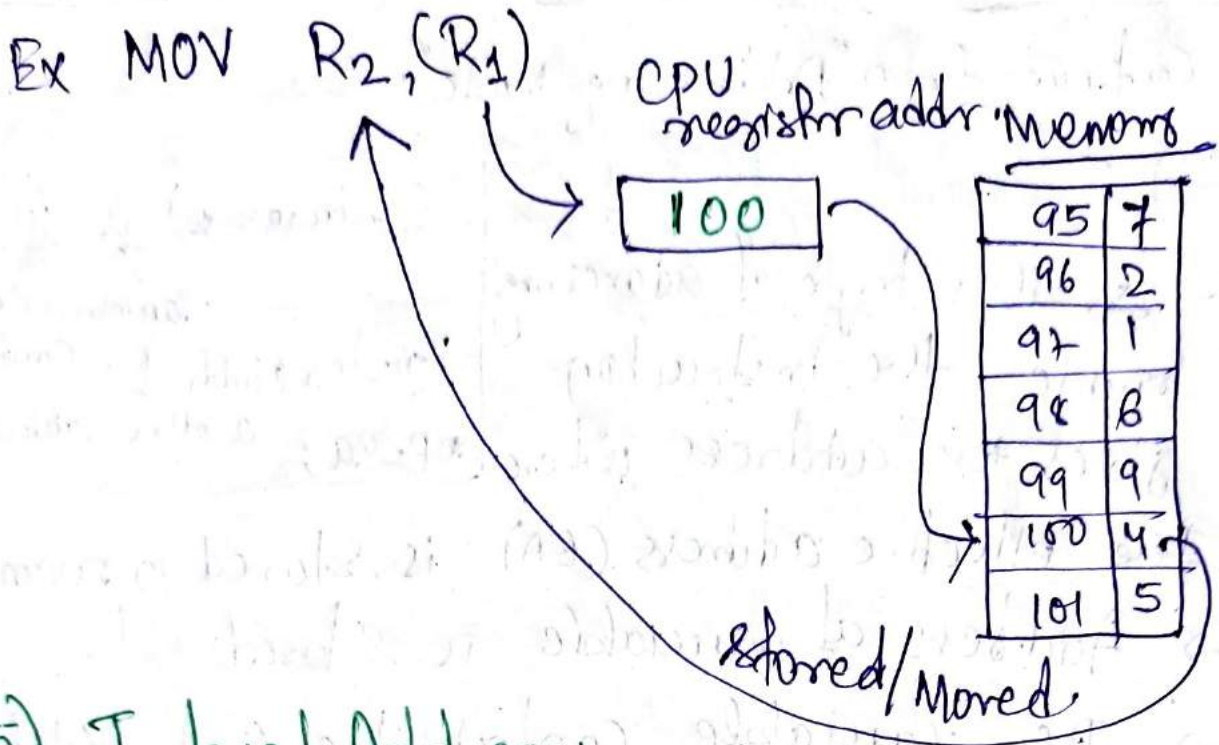 Ex MOV R2,(R1)
CPU
register addr. Memory
100
95 7
96 2
97 1
98 6
99 9
100 4
101 5
Stored/Moved